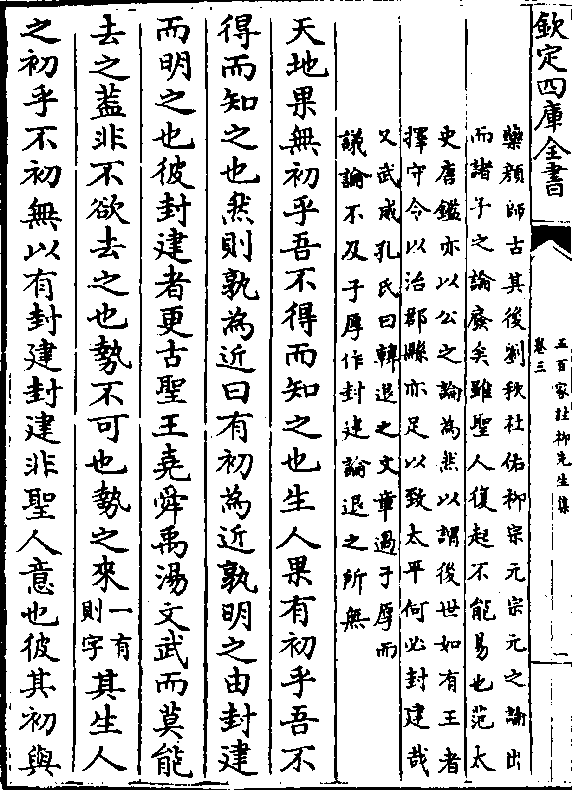 欽定四庫全書
五百家註柳先生集
卷三
一
藥顔師古其後劉秩杜佑柳宗元宗元之論出
而諸子之論廢矣雖聖人復起不能易也范太
史唐鑑亦以公之論為然以謂後世如有王者
擇守令以治郡縣亦足以致太平何必封建哉
又武威孔氏曰韓退之文章過子厚而
議論不及子厚作封建論退之所無
天地果無初乎吾不得而知之也生人果有初乎吾不
得而知之也然則孰為近曰有初為近孰明之由封建
而明之也彼封建者更古聖王堯舜禹湯文武而莫能
去之葢非不欲去之也勢不可也勢之來一有則字其生人
之初乎不初無以有封建封建非聖人意也彼其初與